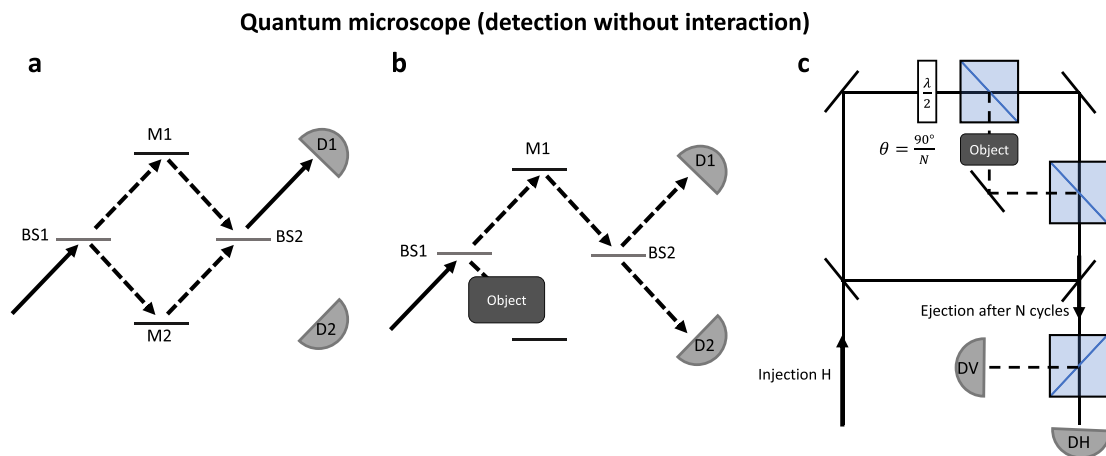 Quantum microscope (detection without interaction)
a
M1
D1
BS1
BS2
M2
D2
b
M1
D1
BS1
BS2
Object
D2
c
λ/2
θ = 90°/N
Object
Ejection after N cycles
Injection H
DV
DH